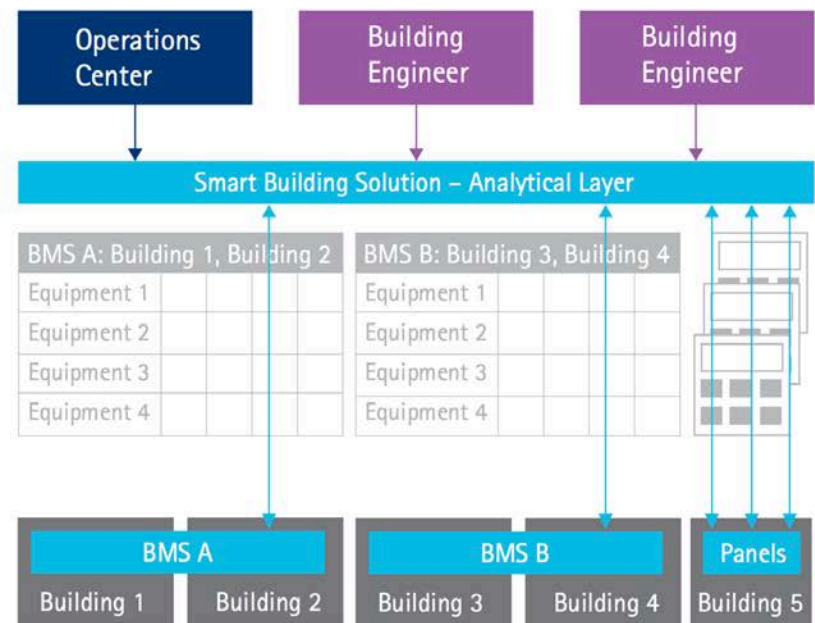 Operations
Center
Building
Engineer
Building
Engineer
Smart Building Solution – Analytical Layer
BMS A: Building 1, Building 2
Equipment 1
Equipment 2
Equipment 3
Equipment 4
BMS B: Building 3, Building 4
Equipment 1
Equipment 2
Equipment 3
Equipment 4
BMS A
Building 1
Building 2
BMS B
Building 3
Building 4
Panels
Building 5